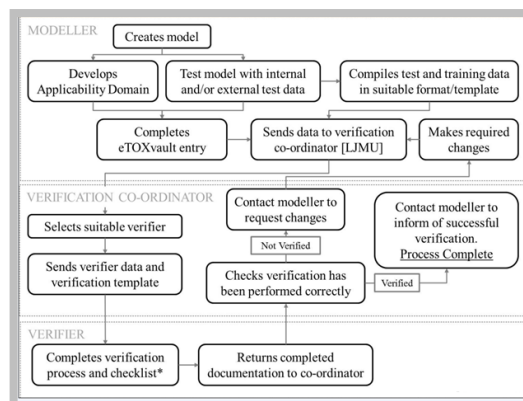 MODELLER
Creates model
Develops
Applicability Domain
Test model with internal
and/or external test data
Compiles test and training data
in suitable format/template
Completes
eTOXvault entry
Sends data to verification
co-ordinator [LJMU]
Makes required
changes
VERIFICATION CO-ORDINATOR
Selects suitable verifier
Sends verifier data and
verification template
Contact modeller to
request changes
Not Verified
Checks verification has
been performed correctly
Verified
Contact modeller to
inform of successful
verification.
Process Complete
VERIFIER
Completes verification
process and checklist*
Returns completed
documentation to co-ordinator